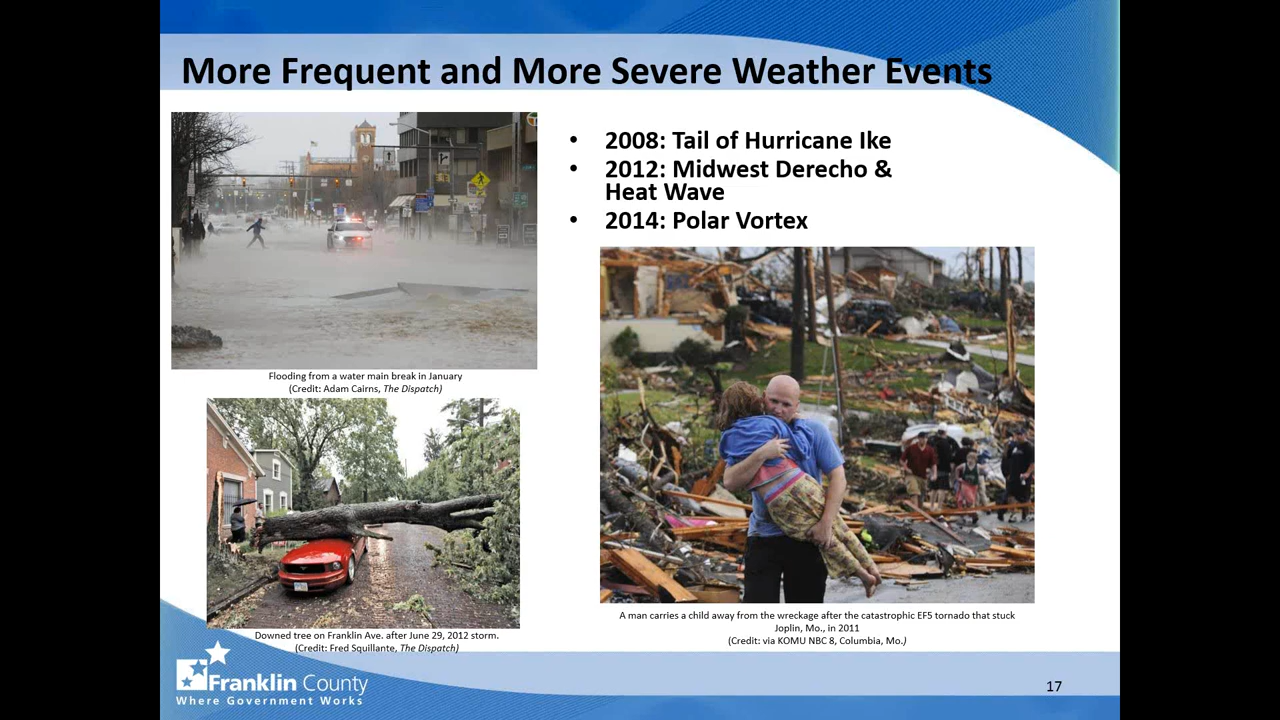 More Frequent and More Severe Weather Events
• 2008: Tail of Hurricane Ike
• 2012: Midwest Derecho &
Heat Wave
• 2014: Polar Vortex
Flooding from a water main break in January
(Credit: Adam Cairns, The Dispatch)
Downed tree on Franklin Ave. after June 29, 2012 storm.
(Credit: Fred Squillante, The Dispatch)
A man carries a child away from the wreckage after the catastrophic EF5 tornado that stuck
Joplin, Mo., in 2011
(Credit: via KOMU NBC 8, Columbia, Mo.)
Franklin County
Where Government Works
17